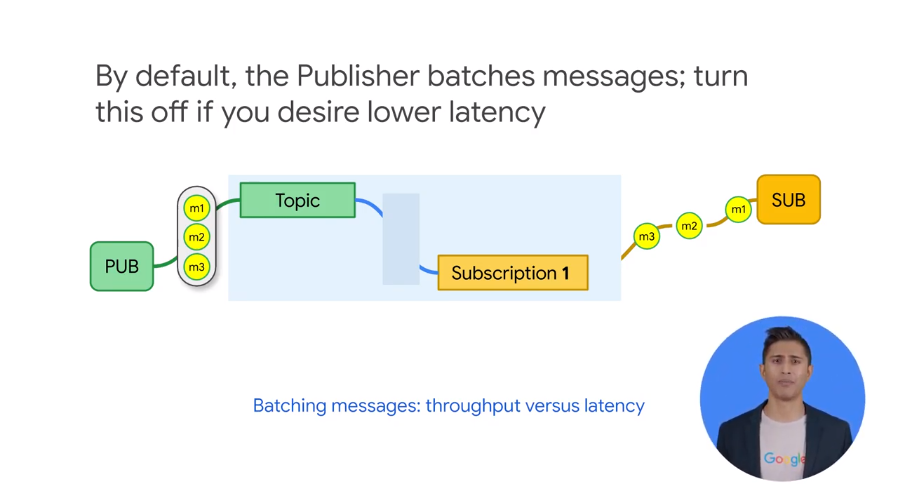 By default, the Publisher batches messages; turn
this off if you desire lower latency
m1
m2
m3
PUB
Topic
Subscription 1
m3
m2
m1
SUB
Batching messages: throughput versus latency
Google